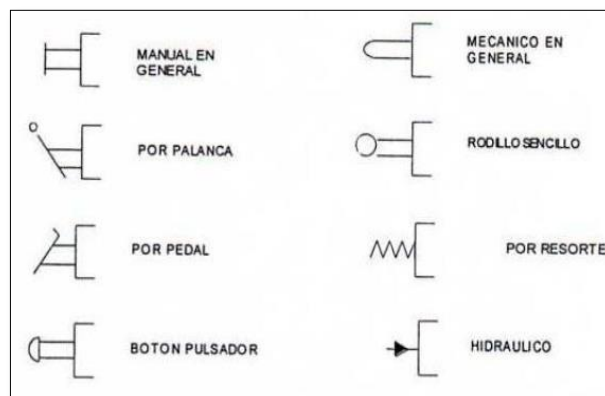 MANUAL EN
GENERAL
MECANICO EN
GENERAL
POR PALANCA
RODILLO SENCILLO
POR PEDAL
POR RESORTE
BOTON PULSADOR
HIDRAULICO